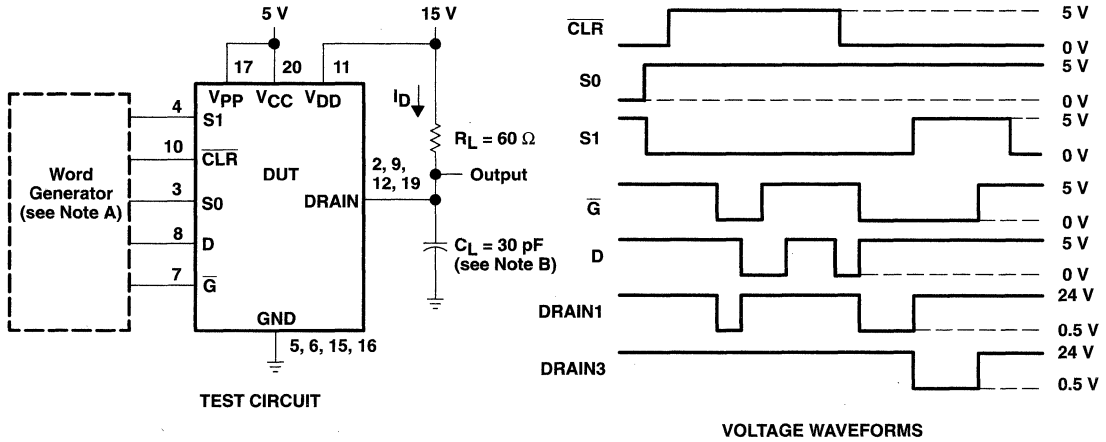 5 V
15 V
17
20
11
VPP
VCC
VDD
ID
4
S1
10
CLR
3
S0
8
D
7
G
Word
Generator
(see Note A)
DUT
DRAIN
GND
RL = 60 Ω
2, 9,
12, 19
Output
CL = 30 pF
(see Note B)
5, 6, 15, 16
TEST CIRCUIT
CLR
5 V
0 V
S0
5 V
0 V
S1
5 V
0 V
G
5 V
0 V
D
5 V
0 V
DRAIN1
24 V
0.5 V
DRAIN3
24 V
0.5 V
VOLTAGE WAVEFORMS